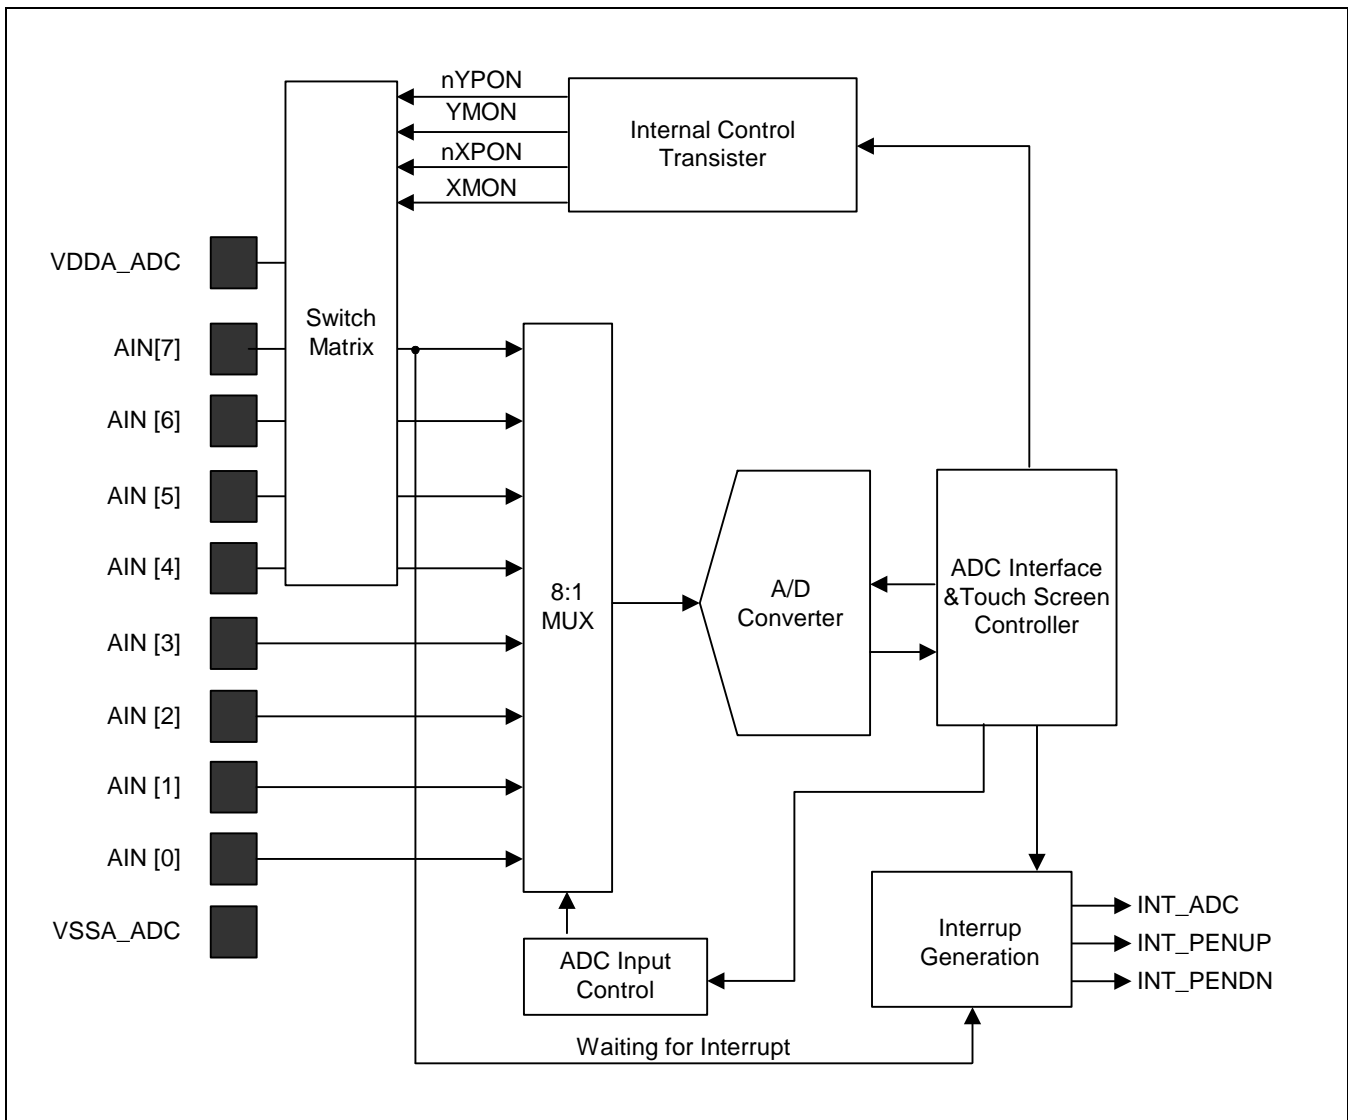 nYPON
YMON
nXPON
XMON
Internal Control
Transister
VDDA_ADC
AIN[7]
AIN [6]
AIN [5]
AIN [4]
AIN [3]
AIN [2]
AIN [1]
AIN [0]
VSSA_ADC
Switch
Matrix
8:1
MUX
A/D
Converter
ADC Interface
&Touch Screen
Controller
ADC Input
Control
Interrup
Generation
INT_ADC
INT_PENUP
INT_PENDN
Waiting for Interrupt